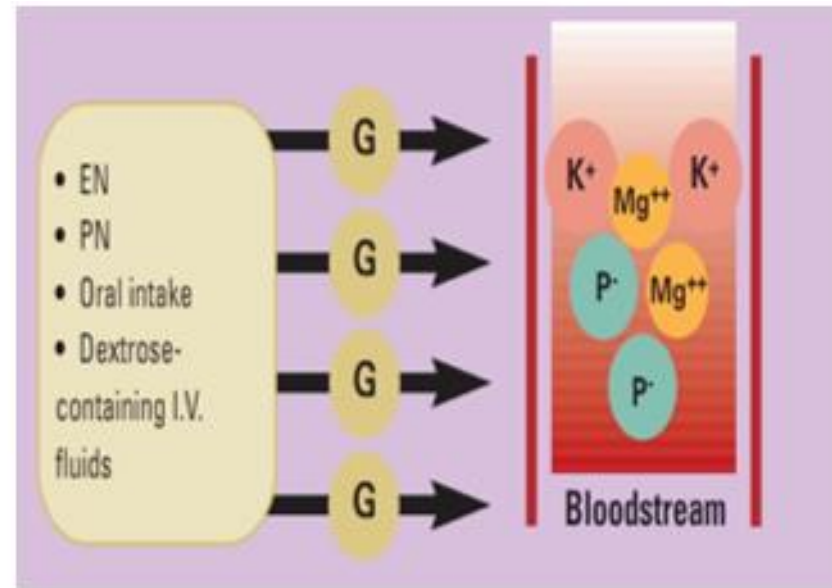 • EN
• PN
• Oral intake
• Dextrose-
containing I.V.
fluids
G
G
G
G
K⁺
Mg⁺⁺
K⁺
P⁻
Mg⁺⁺
P⁻
Bloodstream